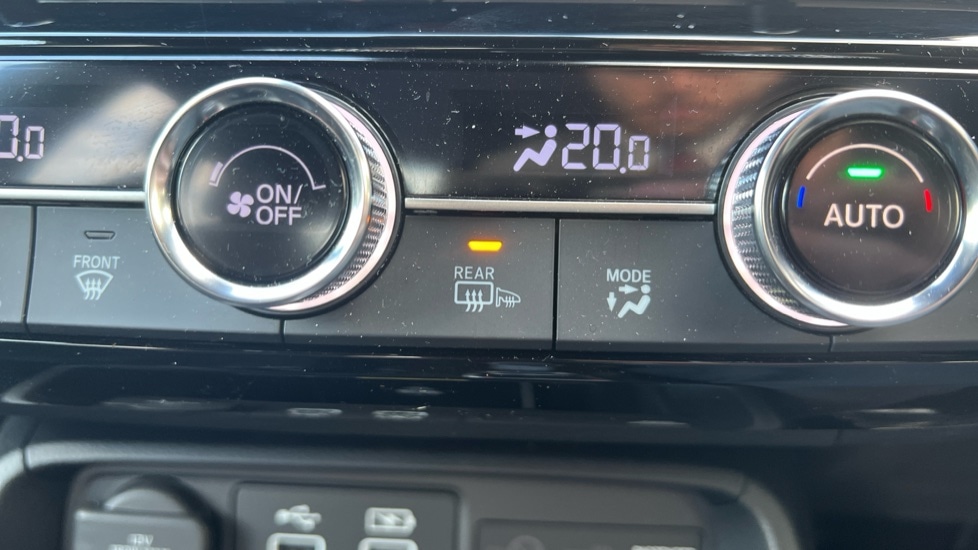 0.0
ON/
OFF
20.0
AUTO
FRONT
REAR
MODE